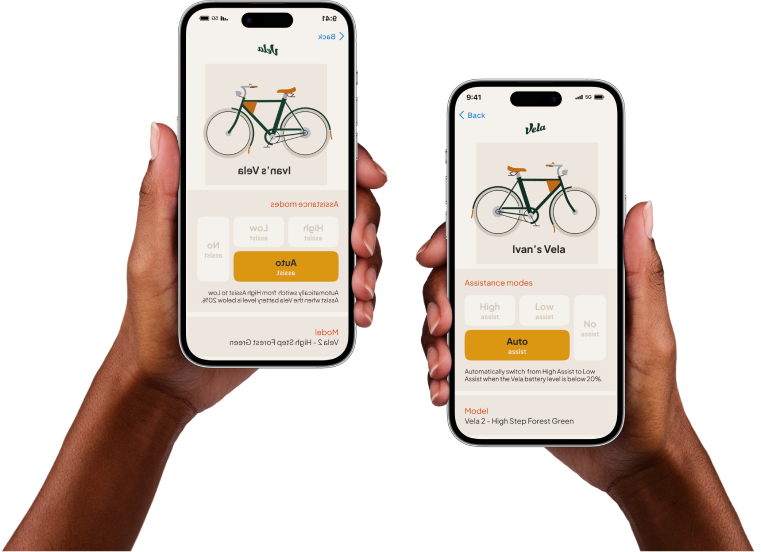 9:41
5G
Back
Vela
Ivan's Vela
Assistance modes
High assist
Low assist
No assist
Auto assist
Automatically switch from High Assist to Low
Assist when the Vela battery level is below 20%.
Model
Vela 2 - High Step Forest Green
9:41
5G
Back
Vela
Ivan's Vela
Assistance modes
High assist
Low assist
No assist
Auto assist
Automatically switch from High Assist to Low
Assist when the Vela battery level is below 20%.
Model
Vela 2 - High Step Forest Green